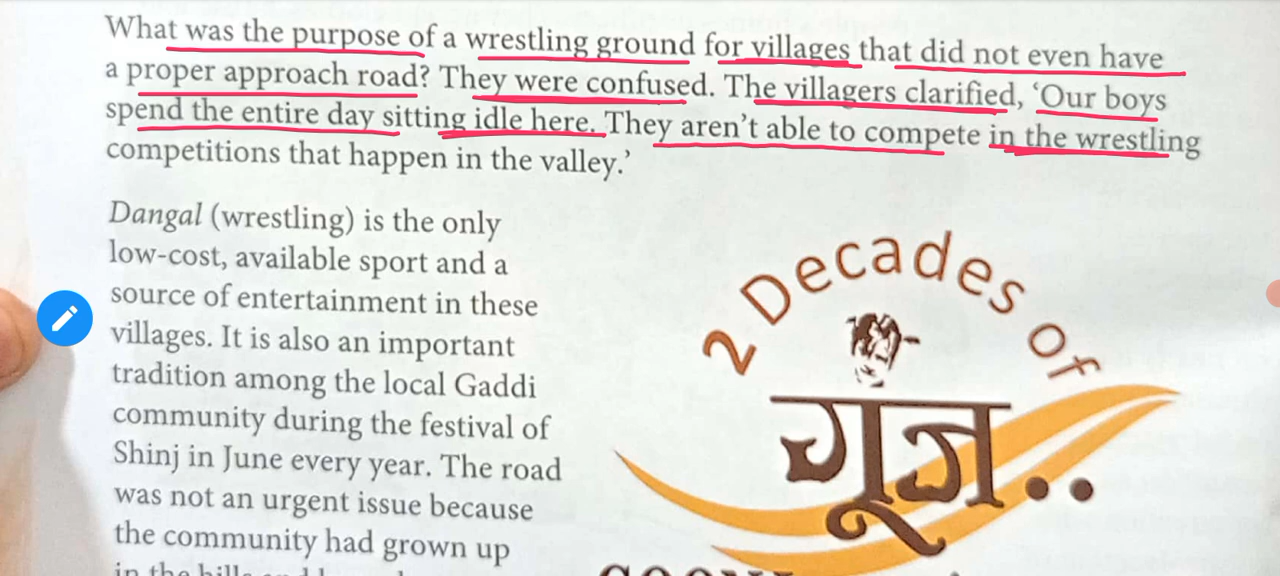 What was the purpose of a wrestling ground for villages that did not even have
a proper approach road? They were confused. The villagers clarified, ‘Our boys
spend the entire day sitting idle here. They aren’t able to compete in the wrestling
competitions that happen in the valley.’
Dangal (wrestling) is the only
low-cost, available sport and a
source of entertainment in these
villages. It is also an important
tradition among the local Gaddi
community during the festival of
Shinj in June every year. The road
was not an urgent issue because
the community had grown up
2 Decades of
गूंज..